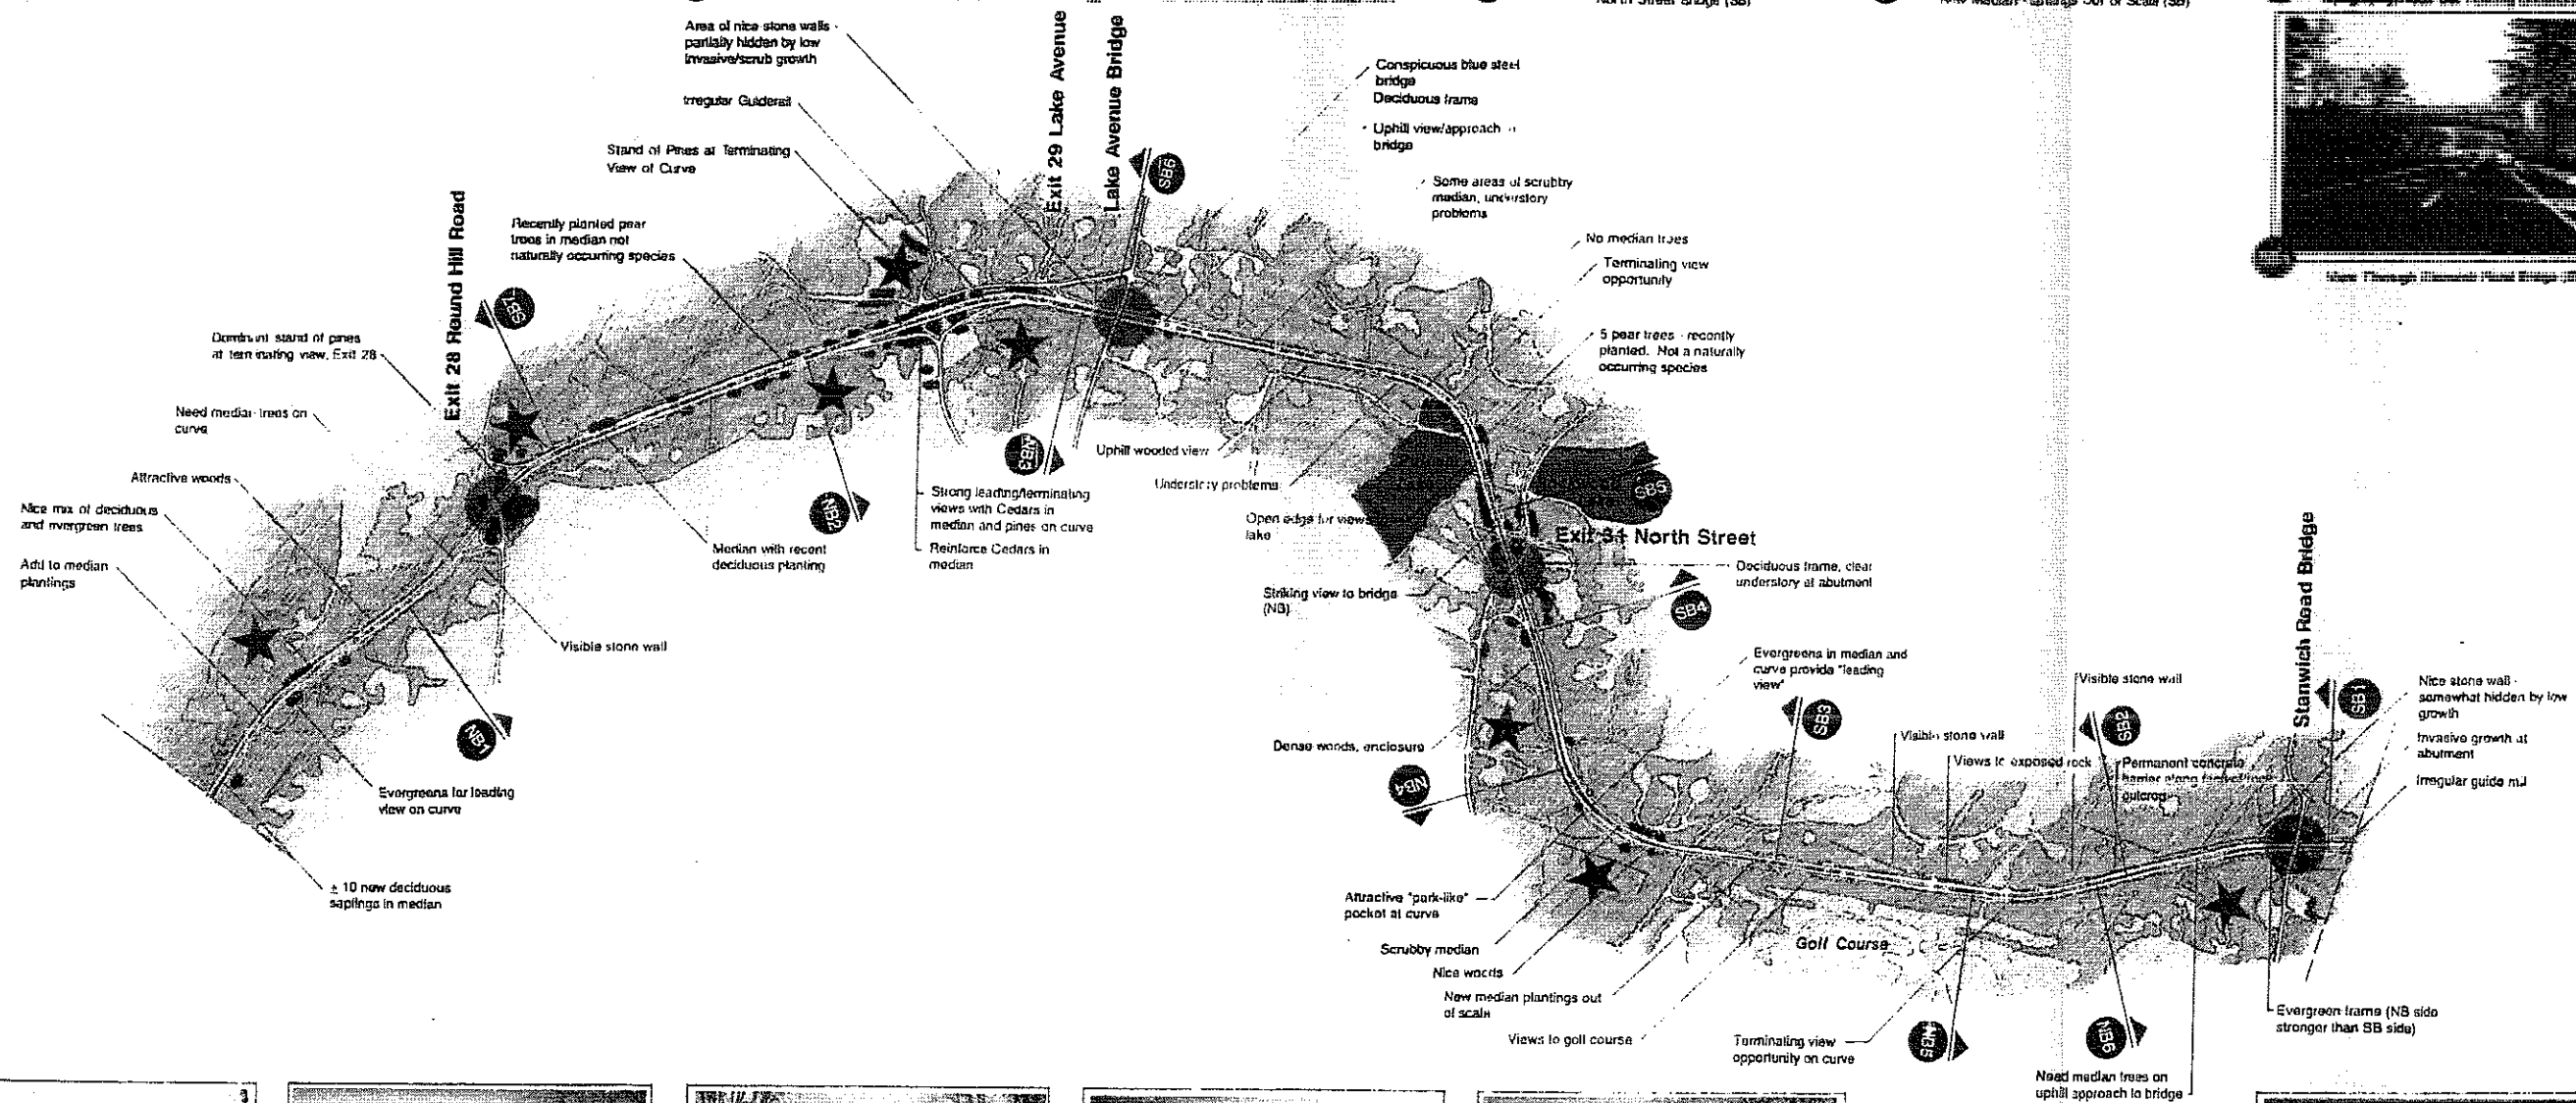 North Street Bridge (SB)
Area of nice stone walls -
partially hidden by low
invasive/scrub growth
Irregular Guiderail
Stand of Pines at Terminating
View of Curve
Recently planted pear
trees in median not
naturally occurring species
Exit 28 Round Hill Road
Exit 29 Lake Avenue
Lake Avenue Bridge
SB6
SB7
Conspicuous blue steel
bridge
Deciduous frame
Uphill view/approach
bridge
Some areas of scrubby
median, understory
problems
No median trees
Terminating view
opportunity
5 pear trees - recently
planted. Not a naturally
occurring species
Dominant stand of pines
at terminating view, Exit 28
Need median trees on
curve
Attractive woods
Nice mix of deciduous
and evergreen trees
Add to median
plantings
Visible stone wall
NB1
Evergreens for leading
view on curve
± 10 new deciduous
saplings in median
Median with recent
deciduous planting
NB2
Strong leading/terminating
views with Cedars in
median and pines on curve
Reinforce Cedars in
median
NB3
Uphill wooded view
Understory problems
Open edge for views
lake
SB5
Exit 31 North Street
Deciduous frame, clear
understory at abutment
SB4
Striking view to bridge
(NB)
Evergreens in median and
curve provide "leading
view"
SB3
Dense woods, enclosure
NB4
Visible stone wall
Views to exposed rock
Visible stone wall
SB2
Permanent concrete
barrier along
outcrop
Stanwich Road Bridge
SB1
Nice stone wall -
somewhat hidden by low
growth
Invasive growth at
abutment
Irregular guide rail
Attractive "park-like"
pocket at curve
Scrubby median
Nice woods
New median plantings out
of scale
Views to golf course
Golf Course
Terminating view
opportunity on curve
NB5
NB6
Need median trees on
uphill approach to bridge
Evergreen frame (NB side
stronger than SB side)